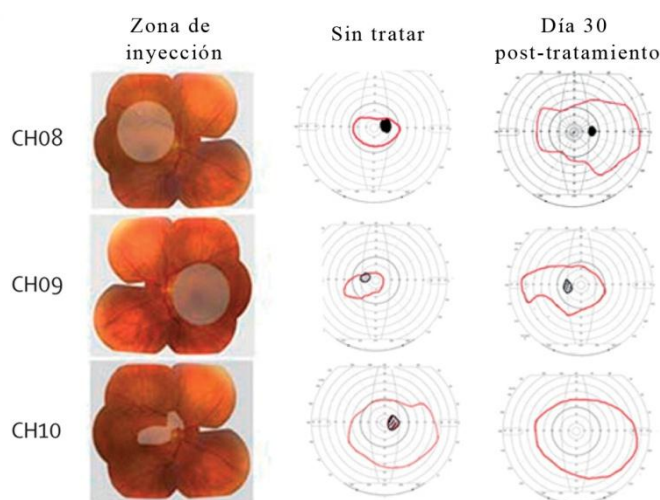 Zona de
inyección
Sin tratar
Día 30
post-tratamiento
CH08
CH09
CH10